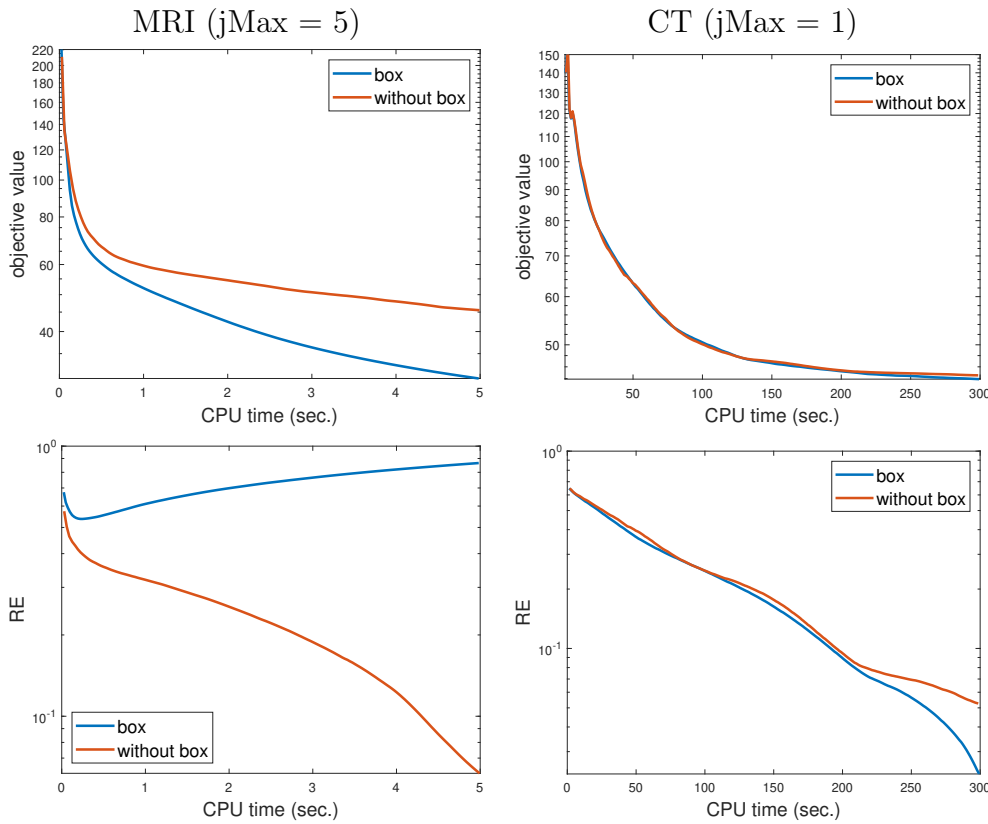 MRI (jMax = 5)
220
200
180
160
140
120
100
80
60
40
objective value
box
without box
0
1
2
3
4
5
CPU time (sec.)
CT (jMax = 1)
150
140
130
120
110
100
90
80
70
60
50
objective value
box
without box
50
100
150
200
250
300
CPU time (sec.)
10^0
10^-1
RE
box
without box
0
1
2
3
4
5
CPU time (sec.)
10^0
10^-1
RE
box
without box
0
50
100
150
200
250
300
CPU time (sec.)